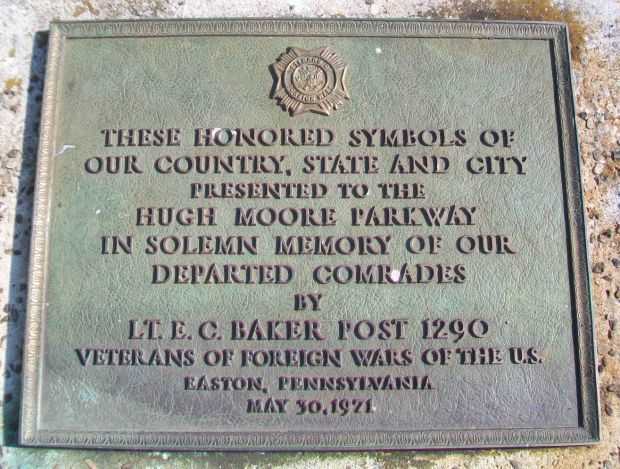 THESE HONORED SYMBOLS OF
OUR COUNTRY, STATE AND CITY
PRESENTED TO THE
HUGH MOORE PARKWAY
IN SOLEMN MEMORY OF OUR
DEPARTED COMRADES
BY
LT. E. C. BAKER POST 1290
VETERANS OF FOREIGN WARS OF THE U.S.
EASTON, PENNSYLVANIA
MAY 30, 1971